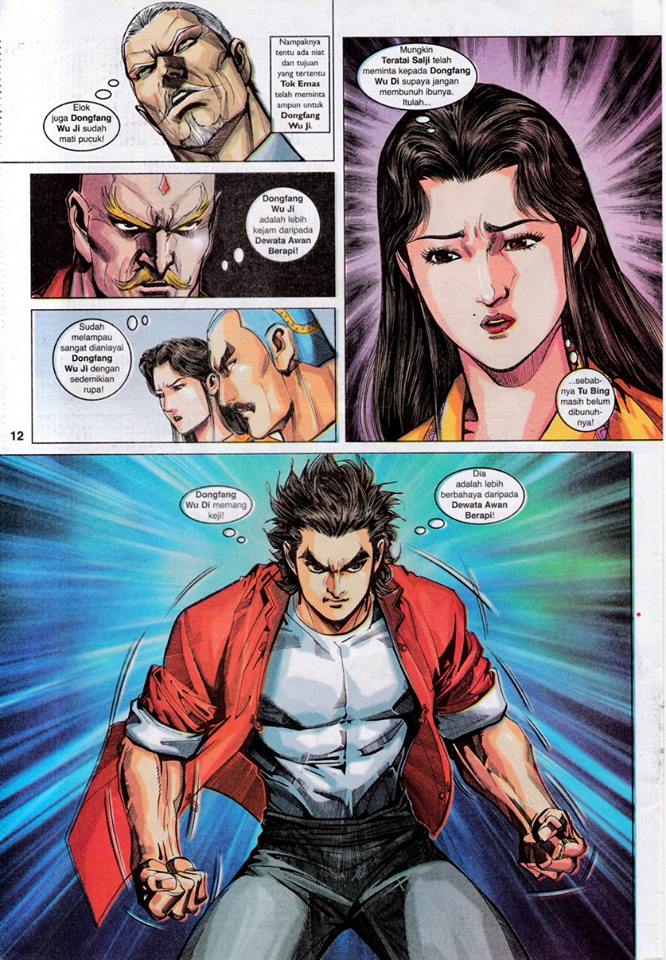 Nampaknya
tentu ada niat
dan tujuan
yang tertentu
Tok Emas
telah meminta
ampun untuk
Dongfang
Wu Ji.
Elok
juga Dongfang
Wu Ji sudah
mati pucuk!
Mungkin
Teratai Salji telah
meminta kepada Dongfang
Wu Di supaya jangan
membunuh ibunya.
Itulah...
Dongfang
Wu Ji
adalah lebih
kejam daripada
Dewata Awan
Berapi!
Sudah
melampau
sangat dianiayai
Dongfang
Wu Ji dengan
sedemikian
rupa!
...sebab-
nya Tu Bing
masih belum
dibunuh-
nya!
12
Dongfang
Wu Di memang
keji!
Dia
adalah lebih
berbahaya daripada
Dewata Awan
Berapi!